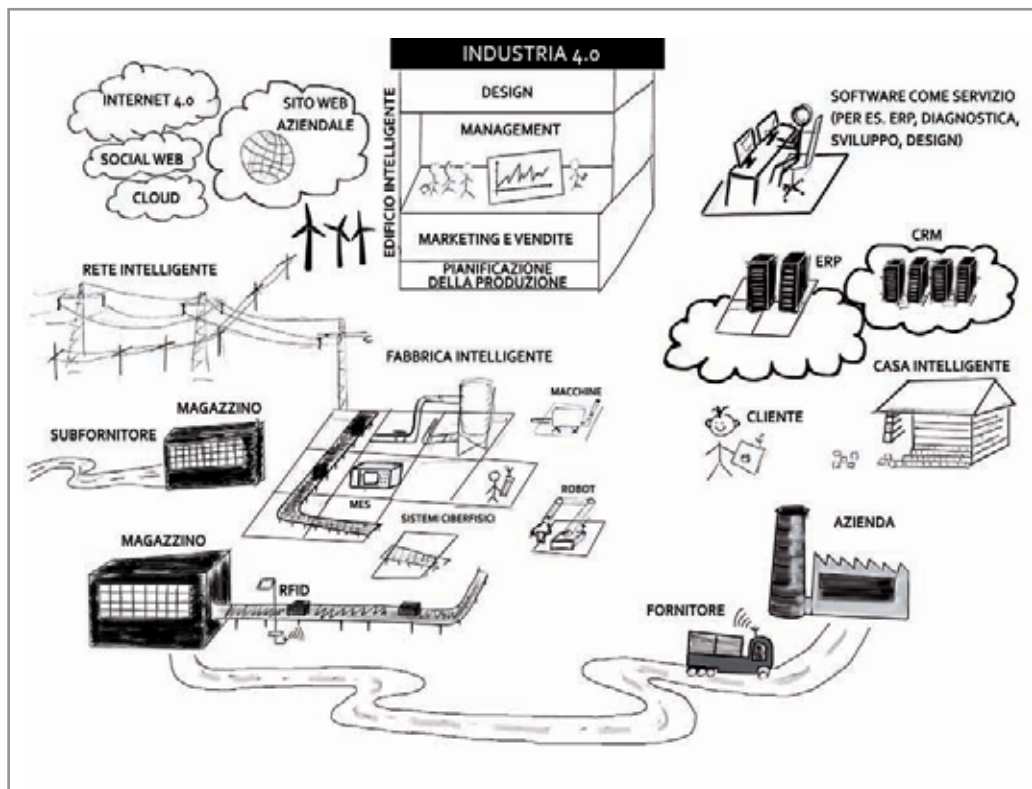 INDUSTRIA 4.0
EDIFICIO INTELLIGENTE
DESIGN
MANAGEMENT
MARKETING E VENDITE
PIANIFICAZIONE
DELLA PRODUZIONE
INTERNET 4.0
SITO WEB
AZIENDALE
SOCIAL WEB
CLOUD
SOFTWARE COME SERVIZIO
(PER ES. ERP, DIAGNOSTICA,
SVILUPPO, DESIGN)
CRM
ERP
RETE INTELLIGENTE
FABBRICA INTELLIGENTE
CASA INTELLIGENTE
MACCHINE
MAGAZZINO
SUBFORNITORE
CLIENTE
MES
ROBOT
SISTEMI CIBERFISICI
AZIENDA
MAGAZZINO
RFID
FORNITORE